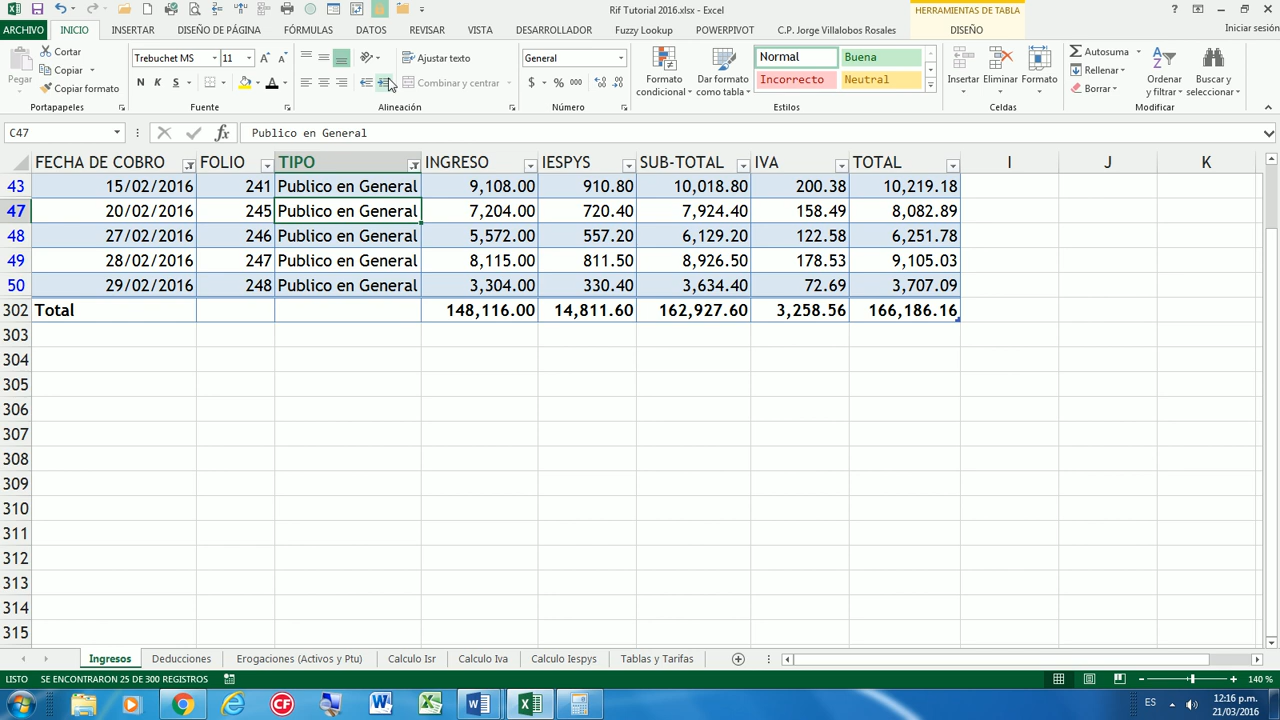 Rif Tutorial 2016.xlsx - Excel
HERRAMIENTAS DE TABLA
ARCHIVO INICIO INSERTAR DISEÑO DE PÁGINA FÓRMULAS DATOS REVISAR VISTA DESARROLLADOR Fuzzy Lookup POWERPIVOT C.P. Jorge Villalobos Rosales DISEÑO Iniciar sesión
Pegar
Cortar
Copiar
Copiar formato
Portapapeles
Trebuchet MS 11
N K S
Fuente
Ajustar texto
Combinar y centrar
Alineación
General
$ % 000
Número
Formato condicional
Dar formato como tabla
Normal Buena
Incorrecto Neutral
Estilos
Insertar Eliminar Formato
Celdas
Autosuma
Rellenar
Borrar
Ordenar y filtrar
Buscar y seleccionar
Modificar
C47 fx Publico en General
FECHA DE COBRO FOLIO TIPO INGRESO IESPYS SUB-TOTAL IVA TOTAL I J K
43 15/02/2016 241 Publico en General 9,108.00 910.80 10,018.80 200.38 10,219.18
47 20/02/2016 245 Publico en General 7,204.00 720.40 7,924.40 158.49 8,082.89
48 27/02/2016 246 Publico en General 5,572.00 557.20 6,129.20 122.58 6,251.78
49 28/02/2016 247 Publico en General 8,115.00 811.50 8,926.50 178.53 9,105.03
50 29/02/2016 248 Publico en General 3,304.00 330.40 3,634.40 72.69 3,707.09
302 Total 148,116.00 14,811.60 162,927.60 3,258.56 166,186.16
303
304
305
306
307
308
309
310
311
312
313
314
315
Ingresos Deducciones Erogaciones (Activos y Ptu) Calculo Isr Calculo Iva Calculo Iespys Tablas y Tarifas
LISTO SE ENCONTRARON 25 DE 300 REGISTROS 140 %
ES 12:16 p.m.
21/03/2016